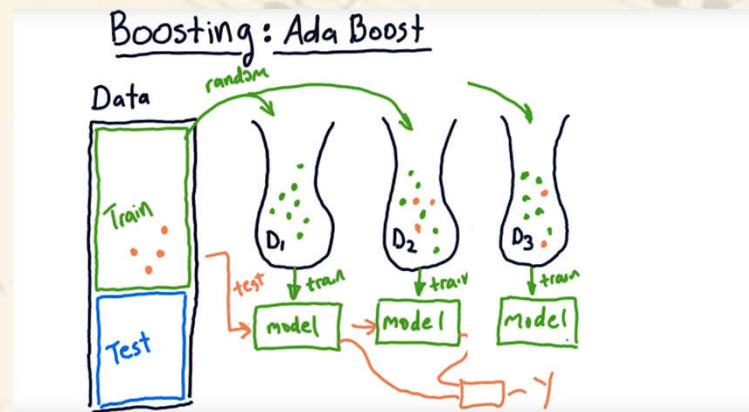 Boosting: Ada Boost
Data
random
Train
D1
D2
D3
test
train
train
train
model
Model
Model
Test
Y